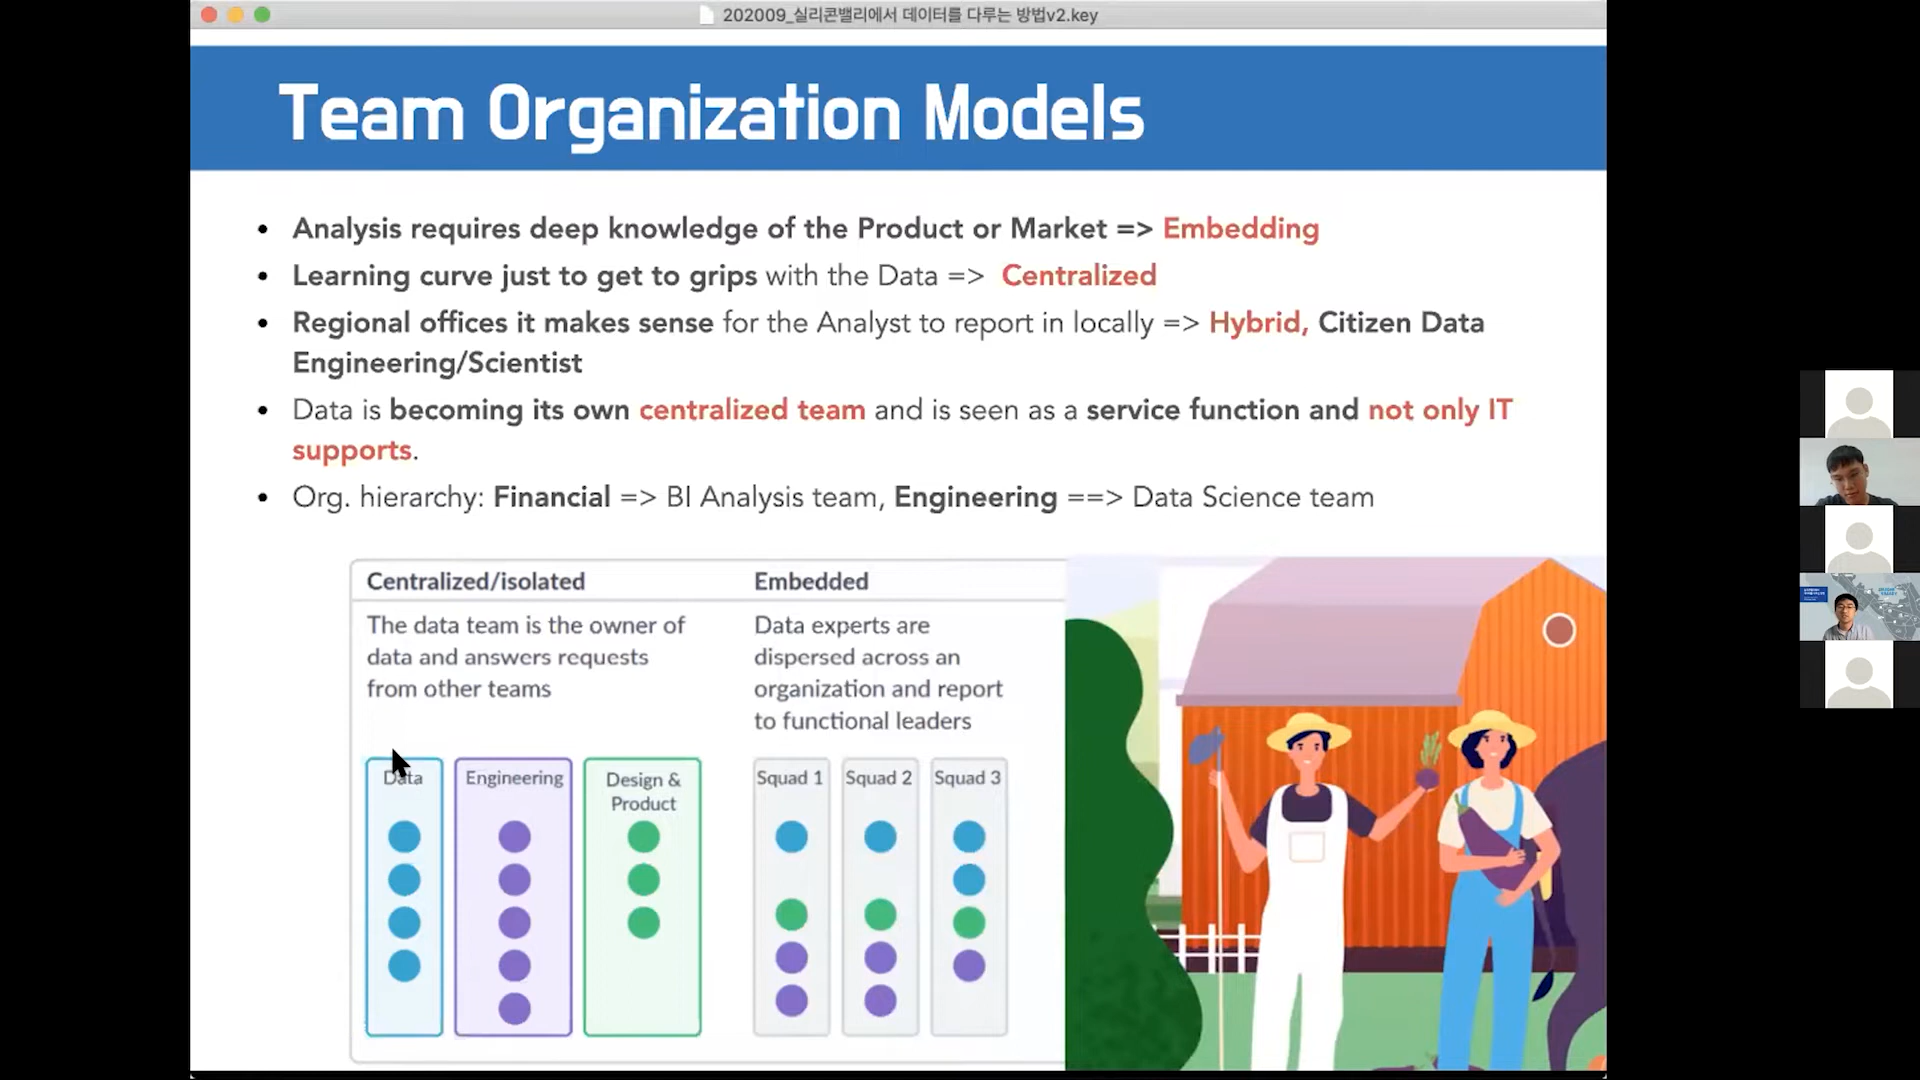 202009_실리콘밸리에서 데이터를 다루는 방법v2.key
Team Organization Models
• Analysis requires deep knowledge of the Product or Market => Embedding
• Learning curve just to get to grips with the Data => Centralized
• Regional offices it makes sense for the Analyst to report in locally => Hybrid, Citizen Data
Engineering/Scientist
• Data is becoming its own centralized team and is seen as a service function and not only IT
supports.
• Org. hierarchy: Financial => BI Analysis team, Engineering ==> Data Science team
Centralized/isolated
The data team is the owner of
data and answers requests
from other teams
Data
Engineering
Design &
Product
Embedded
Data experts are
dispersed across an
organization and report
to functional leaders
Squad 1
Squad 2
Squad 3